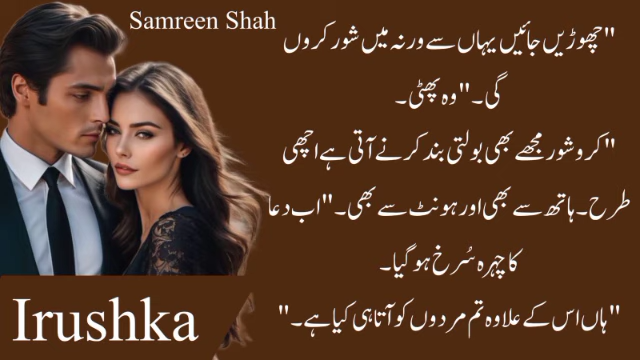 Samreen Shah
"چھوڑیں جائیں یہاں سے ورنہ میں شور کروں
گی۔" وہ پھٹی۔
"کرو شور مجھے بھی بولتی بند کرنے آتی ہے اچھی
طرح۔ ہاتھ سے بھی اور ہونٹ سے بھی۔" اب دعا
کا چہرہ سُرخ ہو گیا۔
"ہاں اس کے علاوہ تم مردوں کو آتا ہی کیا ہے۔"
Irushka